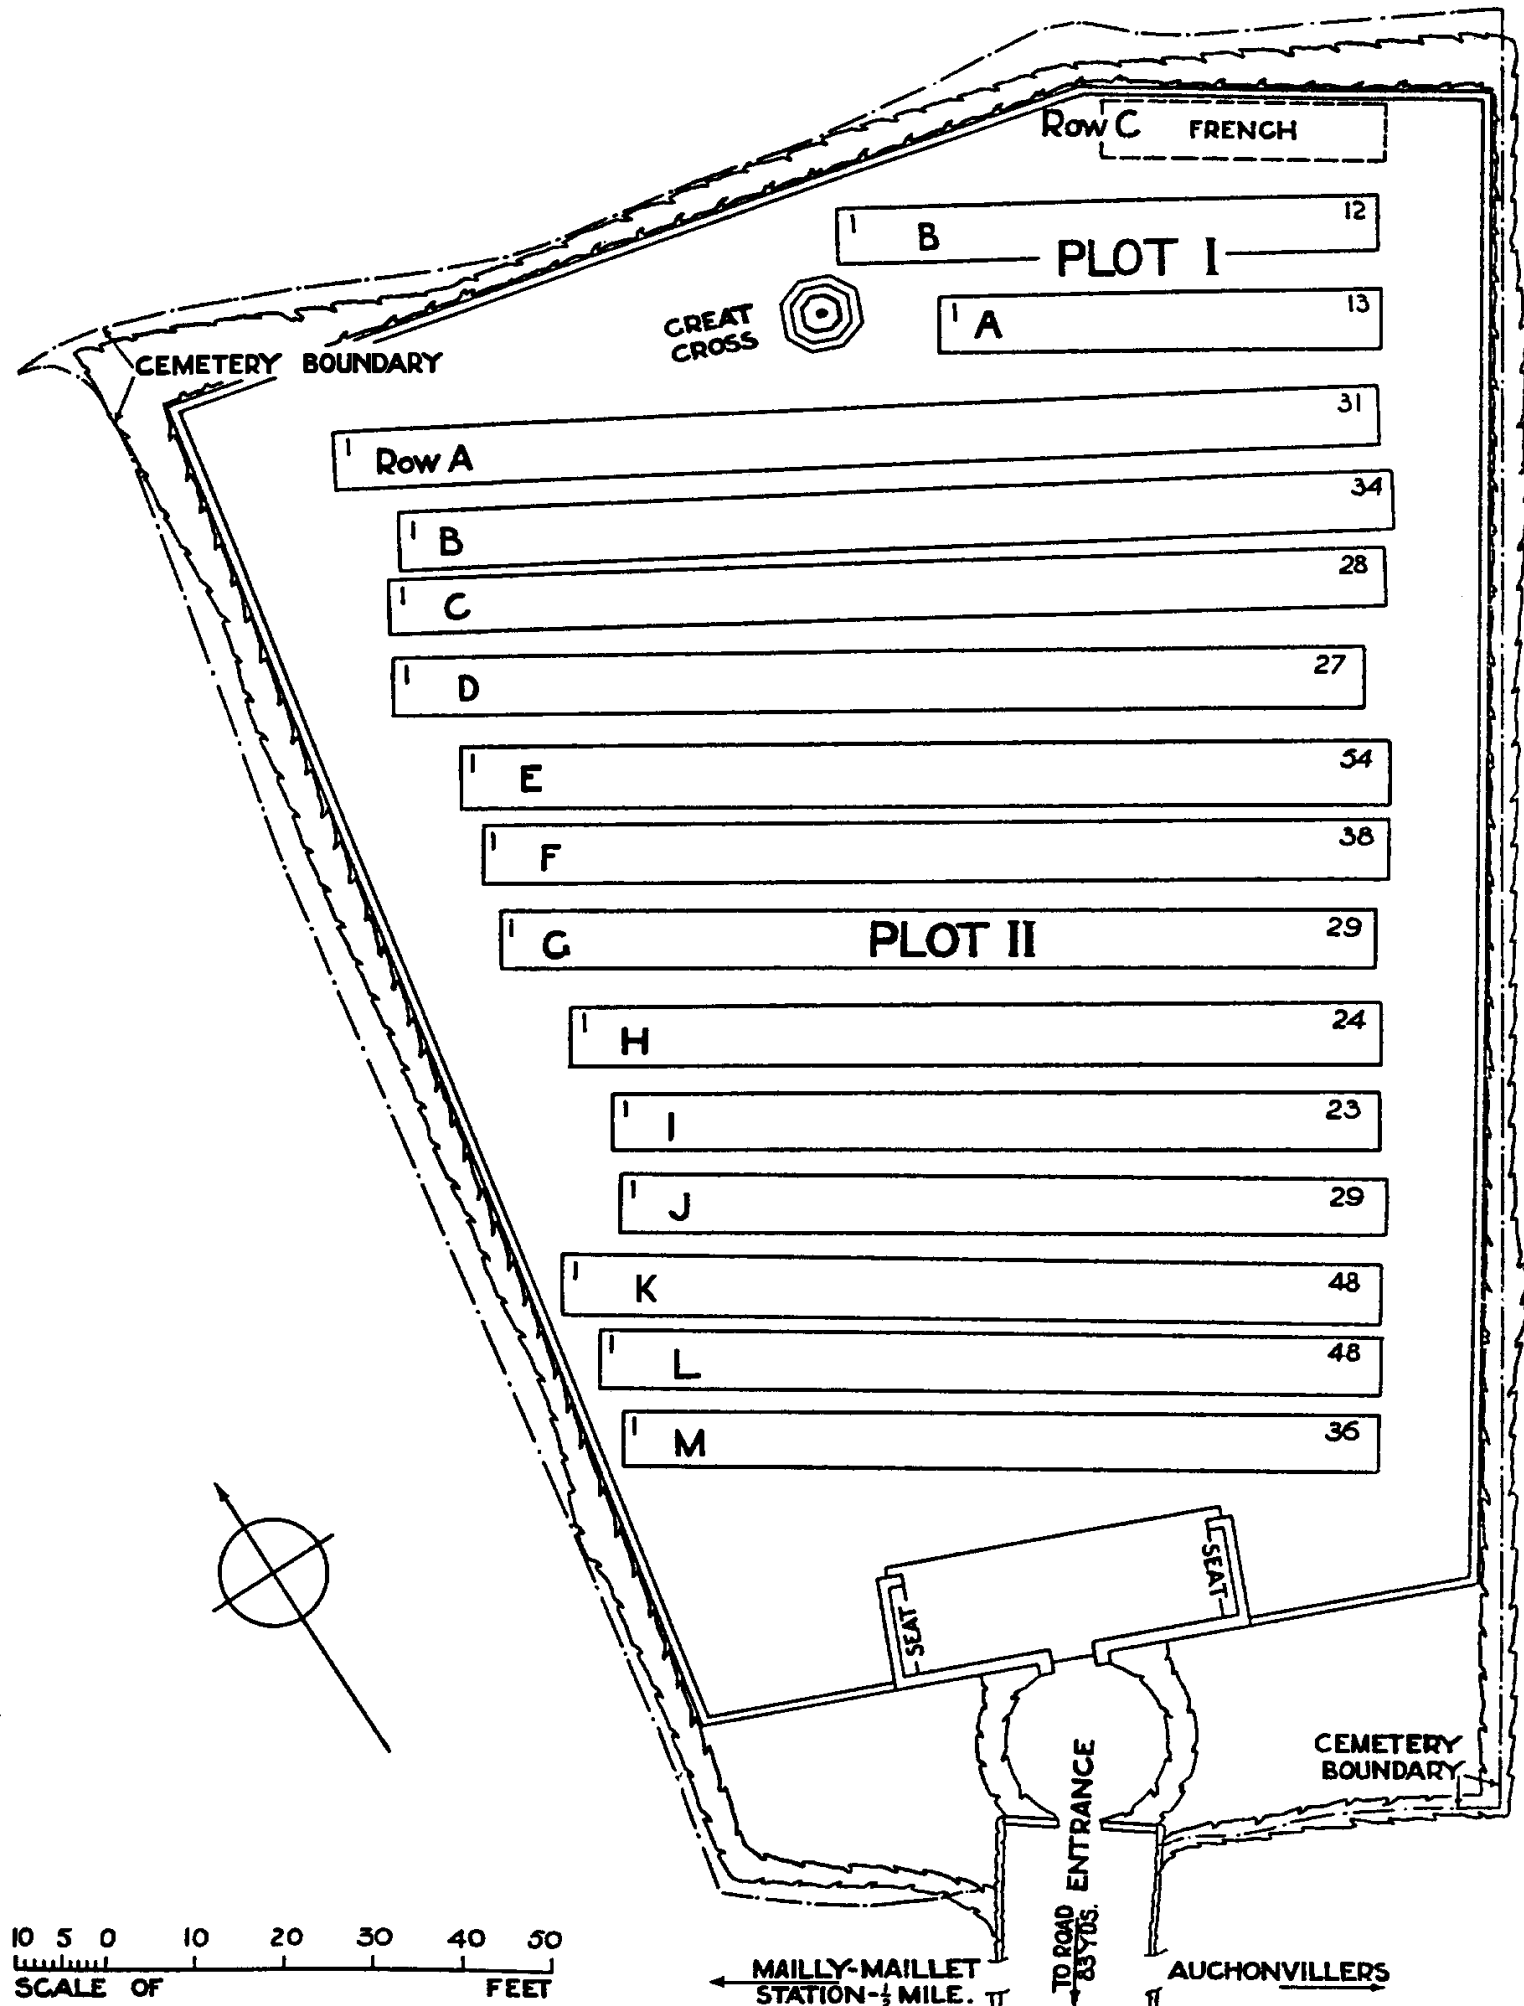 Row C FRENCH
1 B 12
PLOT I
1 A 13
GREAT
CROSS
CEMETERY BOUNDARY
1 Row A 31
1 B 34
1 C 28
1 D 27
1 E 54
1 F 38
1 G PLOT II 29
1 H 24
1 I 23
1 J 29
1 K 48
1 L 48
1 M 36
SEAT
SEAT
CEMETERY
BOUNDARY
ENTRANCE
TO ROAD
83 YDS.
10 5 0 10 20 30 40 50
SCALE OF FEET
MAILLY-MAILLET
STATION-½ MILE.
AUCHONVILLERS